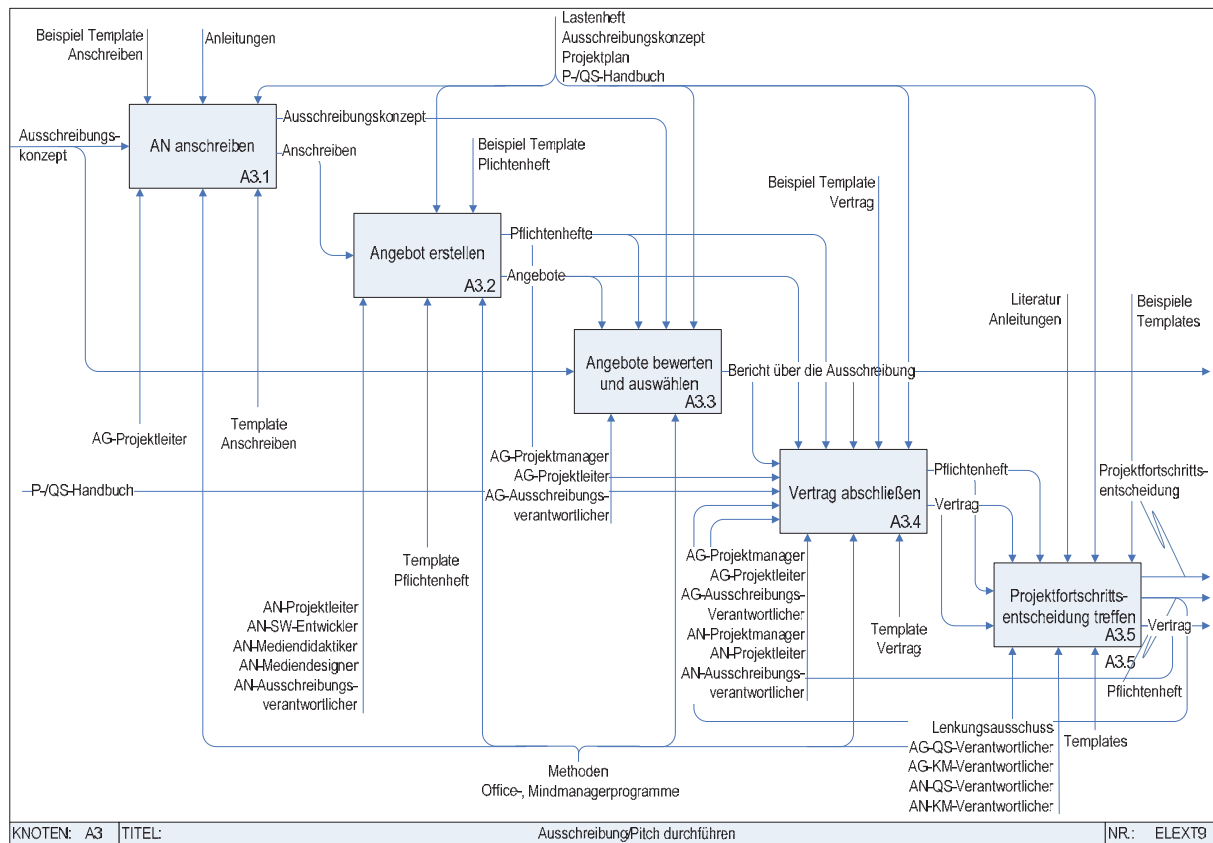 Lastenheft
Ausschreibungskonzept
Projektplan
P-/QS-Handbuch
Beispiel Template
Anschreiben
Anleitungen
Ausschreibungs-
konzept
AN anschreiben
A3.1
Ausschreibungskonzept
Anschreiben
Beispiel Template
Plichtenheft
Beispiel Template
Vertrag
Angebot erstellen
A3.2
Pflichtenhefte
Angebote
Literatur
Anleitungen
Beispiele
Templates
Angebote bewerten
und auswählen
A3.3
Bericht über die Ausschreibung
AG-Projektleiter
Template
Anschreiben
P-/QS-Handbuch
AG-Projektmanager
AG-Projektleiter
AG-Ausschreibungs-
verantwortlicher
Vertrag abschließen
A3.4
Pflichtenheft
Vertrag
Projektfortschritts-
entscheidung
Template
Pflichtenheft
AG-Projektmanager
AG-Projektleiter
AG-Ausschreibungs-
Verantwortlicher
AN-Projektmanager
AN-Projektleiter
AN-Ausschreibungs-
verantwortlicher
Template
Vertrag
Projektfortschritts-
entscheidung treffen
A3.5
A3.5
Vertrag
Pflichtenheft
AN-Projektleiter
AN-SW-Entwickler
AN-Mediendidaktiker
AN-Mediendesigner
AN-Ausschreibungs-
verantwortlicher
Lenkungsausschuss
AG-QS-Verantwortlicher
AG-KM-Verantwortlicher
AN-QS-Verantwortlicher
AN-KM-Verantwortlicher
Templates
Methoden
Office-, Mindmanagerprogramme
KNOTEN: A3 TITEL: Ausschreibung/Pitch durchführen NR.: ELEXT9